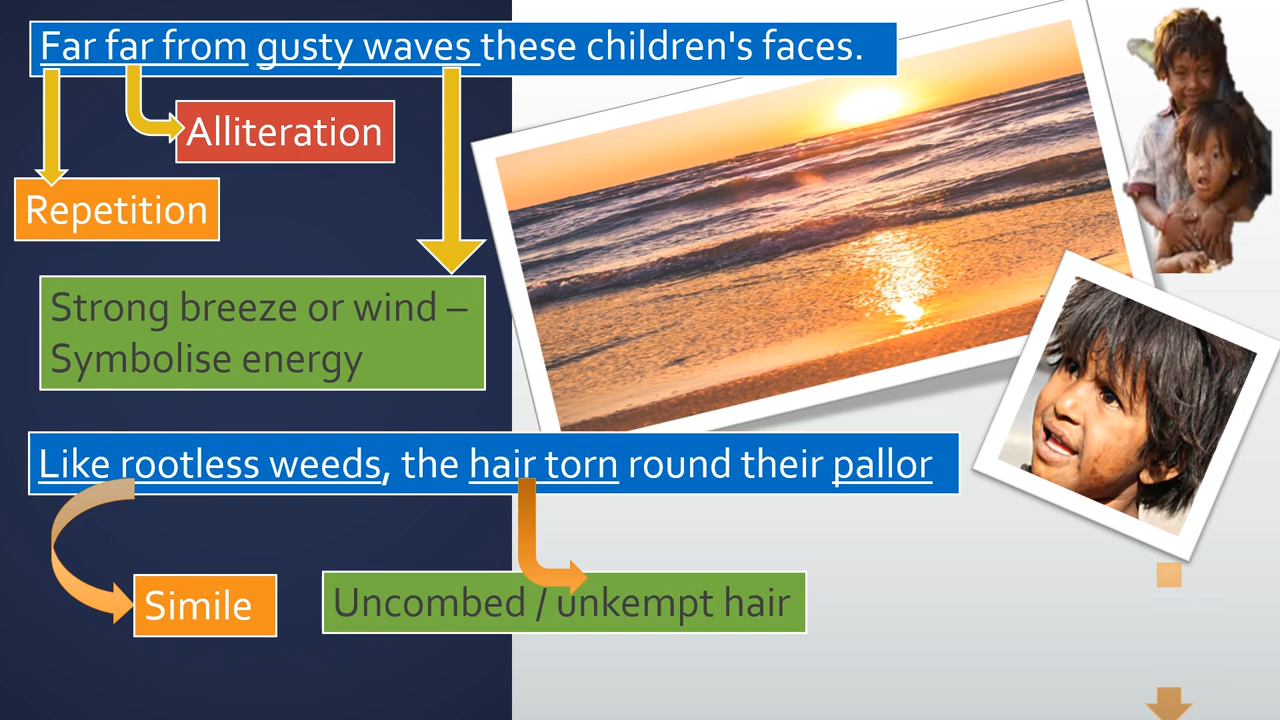 Far far from gusty waves these children's faces.
Alliteration
Repetition
Strong breeze or wind –
Symbolise energy
Like rootless weeds, the hair torn round their pallor
Simile
Uncombed / unkempt hair